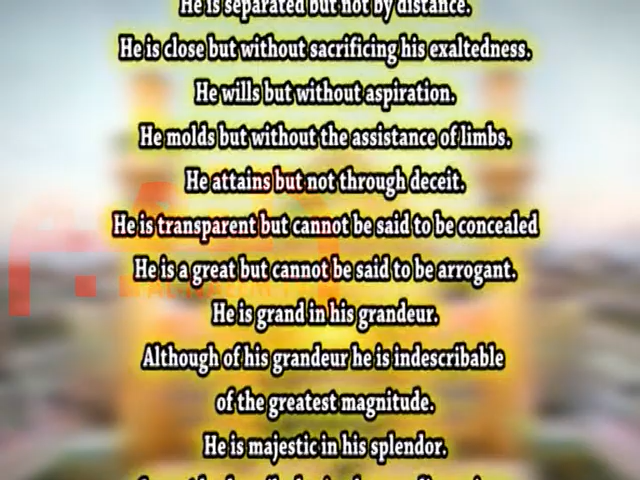 He is separated but not by distance.
He is close but without sacrificing his exaltedness.
He wills but without aspiration.
He molds but without the assistance of limbs.
He attains but not through deceit.
He is transparent but cannot be said to be concealed
He is a great but cannot be said to be arrogant.
He is grand in his grandeur.
Although of his grandeur he is indescribable
of the greatest magnitude.
He is majestic in his splendor.